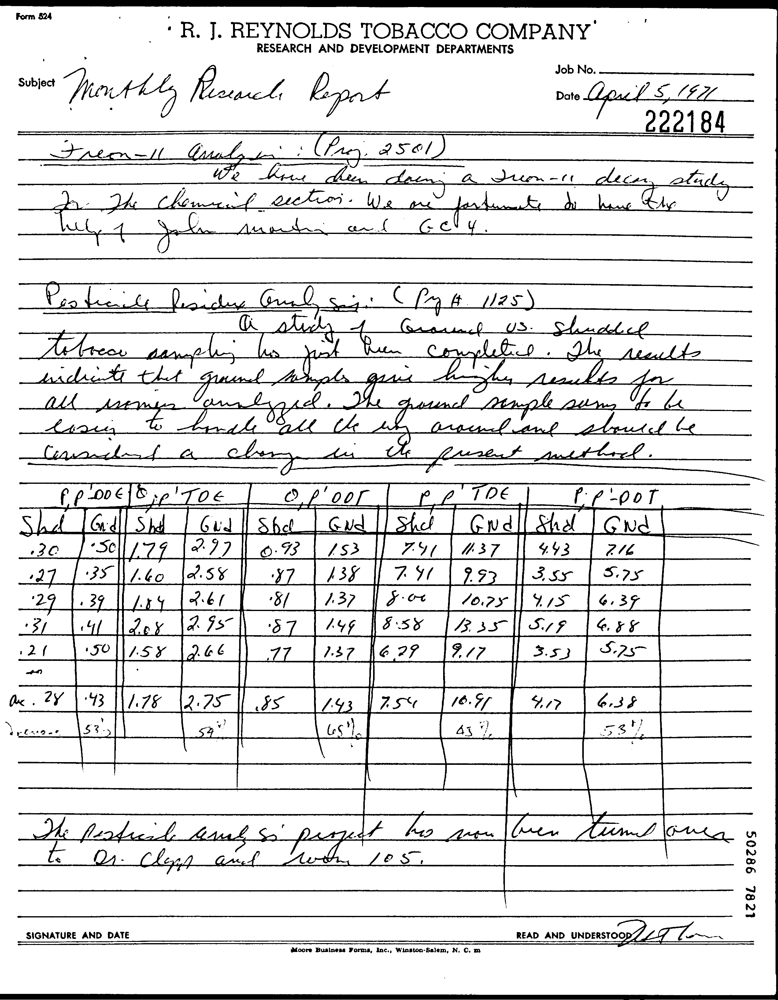 Form 824
R. J. REYNOLDS TOBACCO COMPANY
RESEARCH AND DEVELOPMENT DEPARTMENTS
Subject Monthly Research Report
Job No.
Date April 5, 1971
222184
Freon-11 Analysis: (Proj. 2501)
We have been doing a Freon-11 decay study
for the chemical section. We are fortunate to have the
help of John Martin and GC 4.
Pesticide Residue Analysis: (Pj # 1125)
A study of Ground vs. Shredded
tobacco sampling has just been completed. The results
indicate that ground samples give higher results for
all isomers analyzed. The ground sample seems to be
easier to handle all the way around and should be
considered a change in the present method.
P,P'DDE O,P'TDE O,P'DDT P,P'TDE P,P'-DDT
Shd Gnd Shd GNd Shd GNd Shd GNd Shd GNd
.30 .50 1.79 2.97 0.93 1.53 7.41 11.37 4.43 7.16
.27 .35 1.60 2.58 .87 1.38 7.41 9.93 3.55 5.75
.29 .39 1.84 2.61 .81 1.37 8.00 10.75 4.15 6.39
.31 .41 2.08 2.95 .87 1.49 8.58 13.35 5.19 6.88
.21 .50 1.58 2.66 .77 1.37 6.29 9.17 3.53 5.75
Av. .28 .43 1.78 2.75 .85 1.43 7.54 10.91 4.17 6.38
53% 54% 65% 43% 53%
The Pesticide analysis project has now been turned over
to Dr. Clapp and room 105.
50286 7821
SIGNATURE AND DATE
READ AND UNDERSTOOD
Moore Business Forms, Inc., Winston-Salem, N. C. m